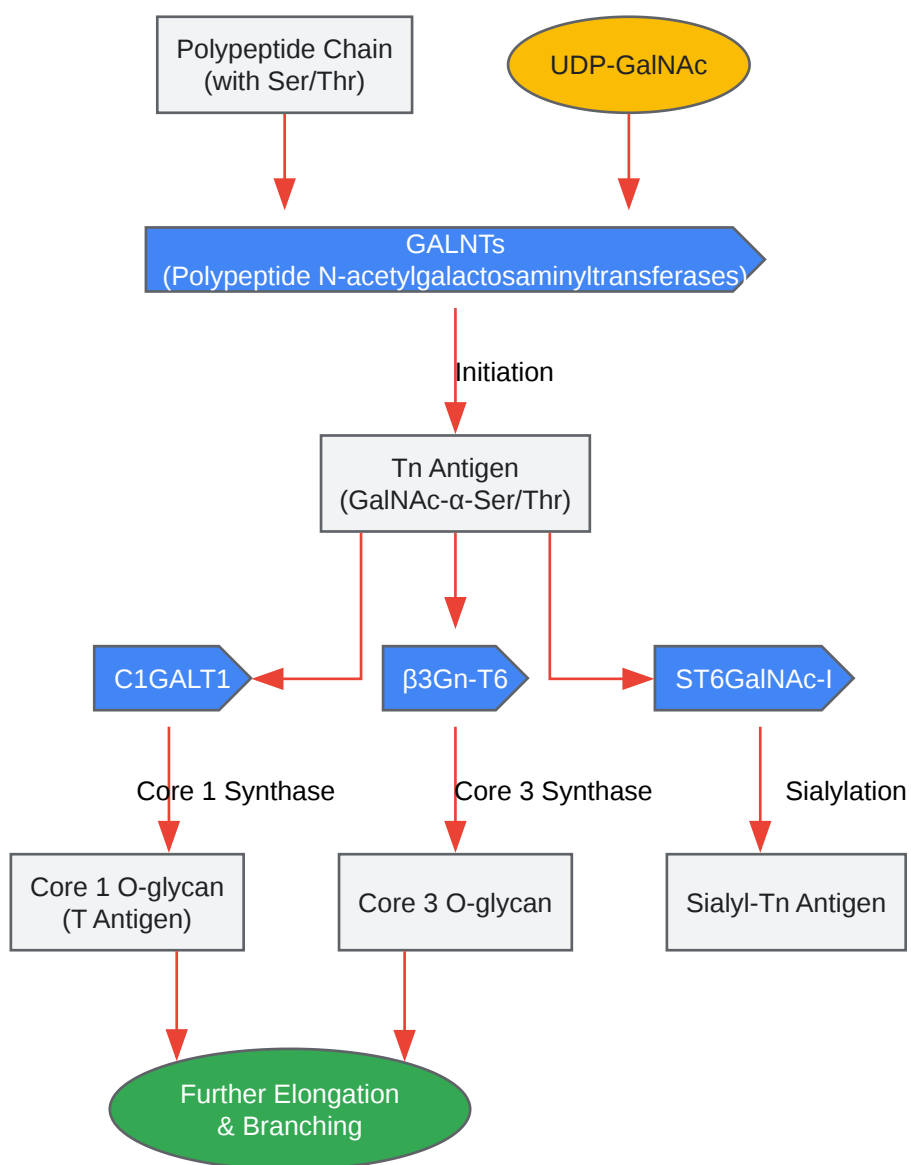 Polypeptide Chain
(with Ser/Thr)
UDP-GalNAc
GALNTs
(Polypeptide N-acetylgalactosaminyltransferases)
Initiation
Tn Antigen
(GalNAc-α-Ser/Thr)
C1GALT1
β3Gn-T6
ST6GalNAc-I
Core 1 Synthase
Core 3 Synthase
Sialylation
Core 1 O-glycan
(T Antigen)
Core 3 O-glycan
Sialyl-Tn Antigen
Further Elongation
& Branching